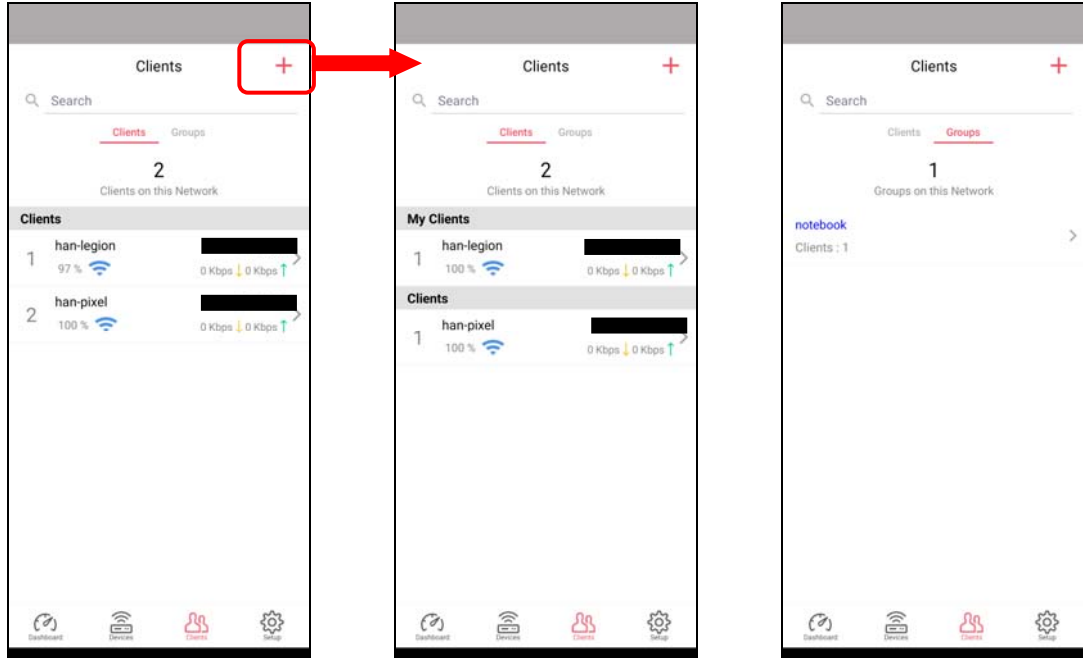 Clients
Search
Clients Groups
2
Clients on this Network
Clients
1 han-legion
97 % 0 Kbps ↓ 0 Kbps ↑
2 han-pixel
100 % 0 Kbps ↓ 0 Kbps ↑
Dashboard Devices Clients Setup
Clients
Search
Clients Groups
2
Clients on this Network
My Clients
1 han-legion
100 % 0 Kbps ↓ 0 Kbps ↑
Clients
1 han-pixel
100 % 0 Kbps ↓ 0 Kbps ↑
Dashboard Devices Clients Setup
Clients
Search
Clients Groups
1
Groups on this Network
notebook
Clients : 1
Dashboard Devices Clients Setup